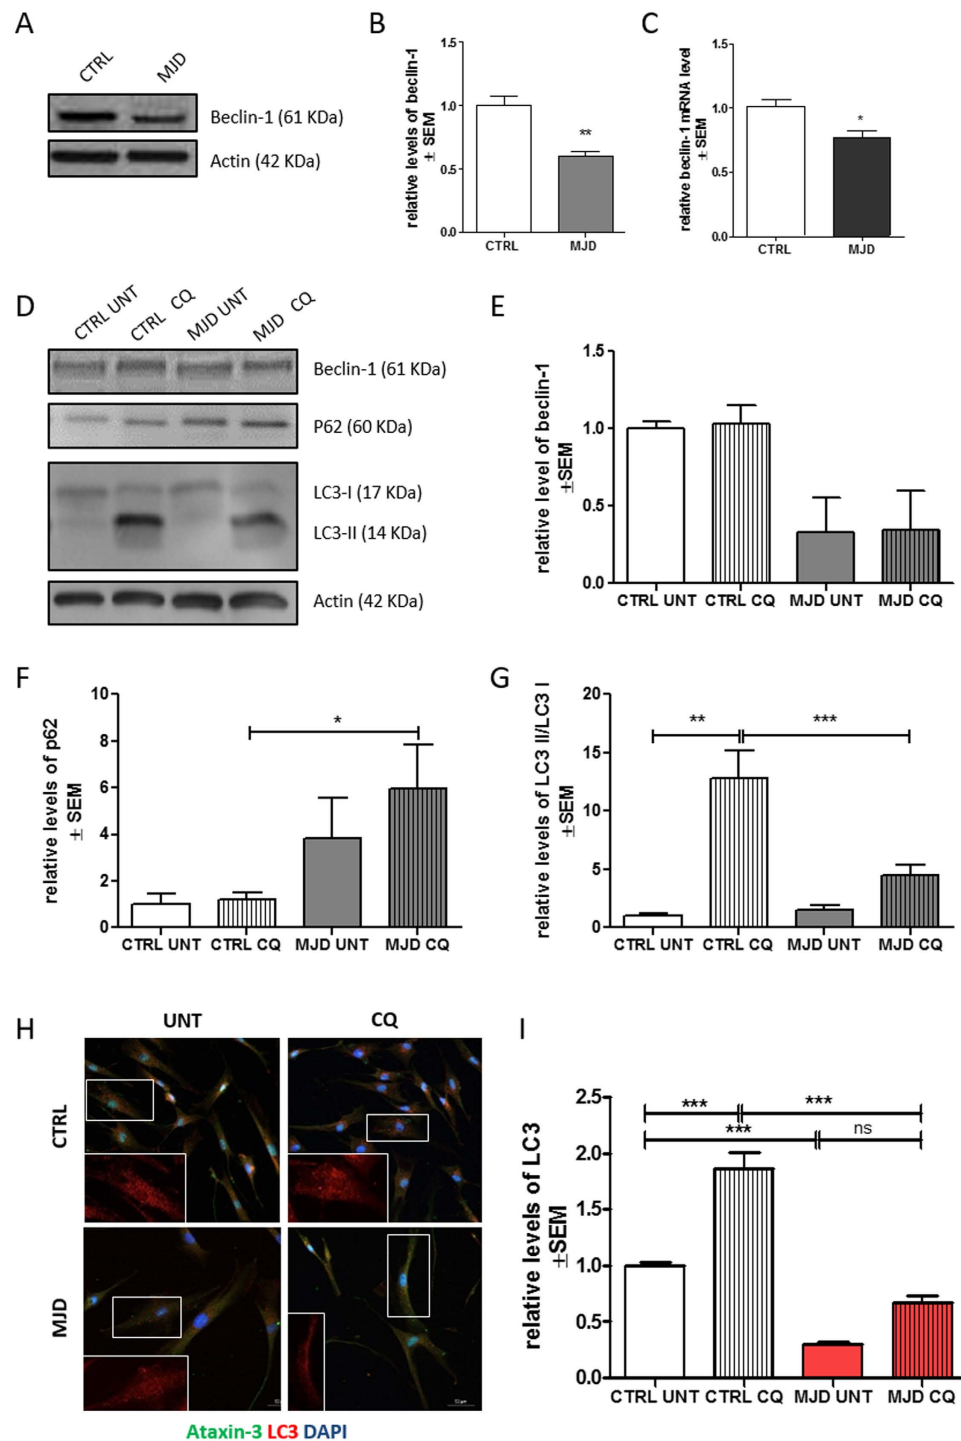 A
CTRL
MJD
Beclin-1 (61 KDa)
Actin (42 KDa)
B
relative levels of beclin-1
± SEM
1.5
1.0
0.5
0.0
**
CTRL
MJD
C
relative beclin-1 mRNA level
± SEM
1.5
1.0
0.5
0.0
*
CTRL
MJD
D
CTRL UNT
CTRL CQ
MJD UNT
MJD CQ
Beclin-1 (61 KDa)
P62 (60 KDa)
LC3-I (17 KDa)
LC3-II (14 KDa)
Actin (42 KDa)
E
relative level of beclin-1
±SEM
1.5
1.0
0.5
0.0
CTRL UNT
CTRL CQ
MJD UNT
MJD CQ
F
relative levels of p62
± SEM
10
8
6
4
2
0
*
CTRL UNT
CTRL CQ
MJD UNT
MJD CQ
G
relative levels of LC3 II/LC3 I
±SEM
20
15
10
5
0
**
***
CTRL UNT
CTRL CQ
MJD UNT
MJD CQ
H
UNT
CQ
CTRL
MJD
Ataxin-3 LC3 DAPI
I
relative levels of LC3
±SEM
2.5
2.0
1.5
1.0
0.5
0.0
***
***
***
ns
CTRL UNT
CTRL CQ
MJD UNT
MJD CQ